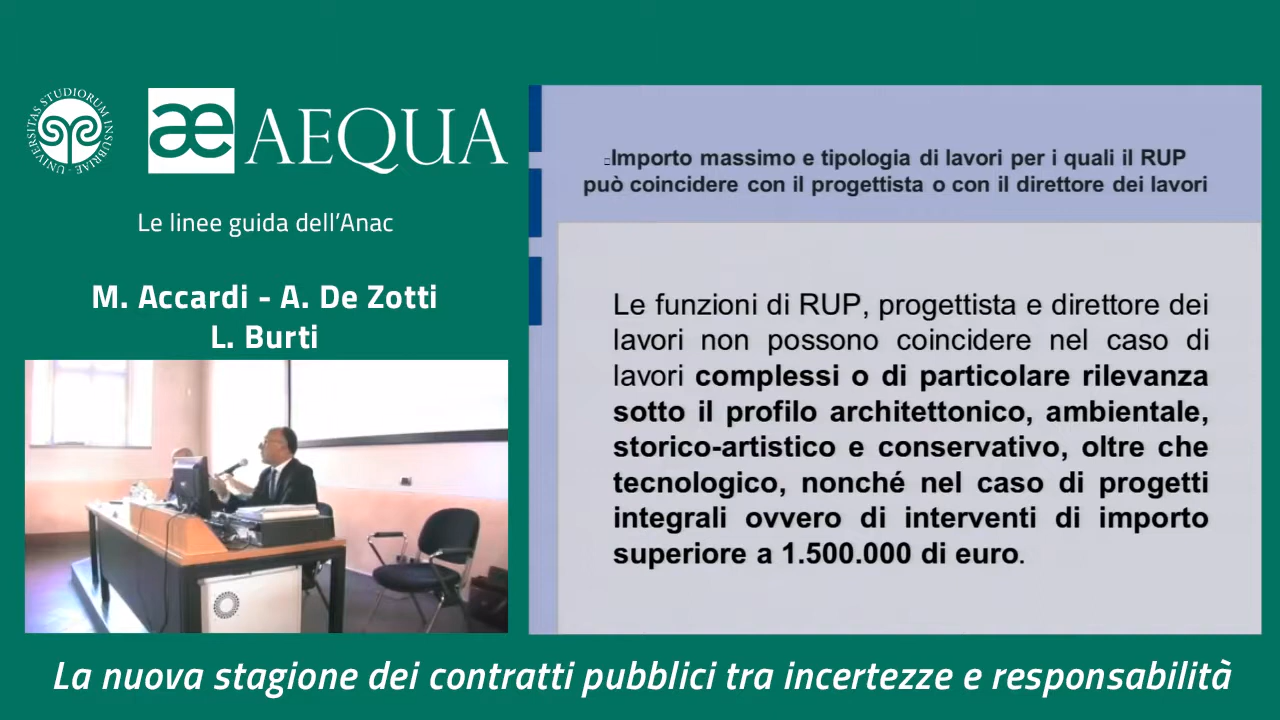 UNIVERSITAS STUDIORUM INSUBRIAE
æ AEQUA
Le linee guida dell'Anac
M. Accardi - A. De Zotti
L. Burti
Importo massimo e tipologia di lavori per i quali il RUP
può coincidere con il progettista o con il direttore dei lavori
Le funzioni di RUP, progettista e direttore dei
lavori non possono coincidere nel caso di
lavori complessi o di particolare rilevanza
sotto il profilo architettonico, ambientale,
storico-artistico e conservativo, oltre che
tecnologico, nonché nel caso di progetti
integrali ovvero di interventi di importo
superiore a 1.500.000 di euro.
La nuova stagione dei contratti pubblici tra incertezze e responsabilità